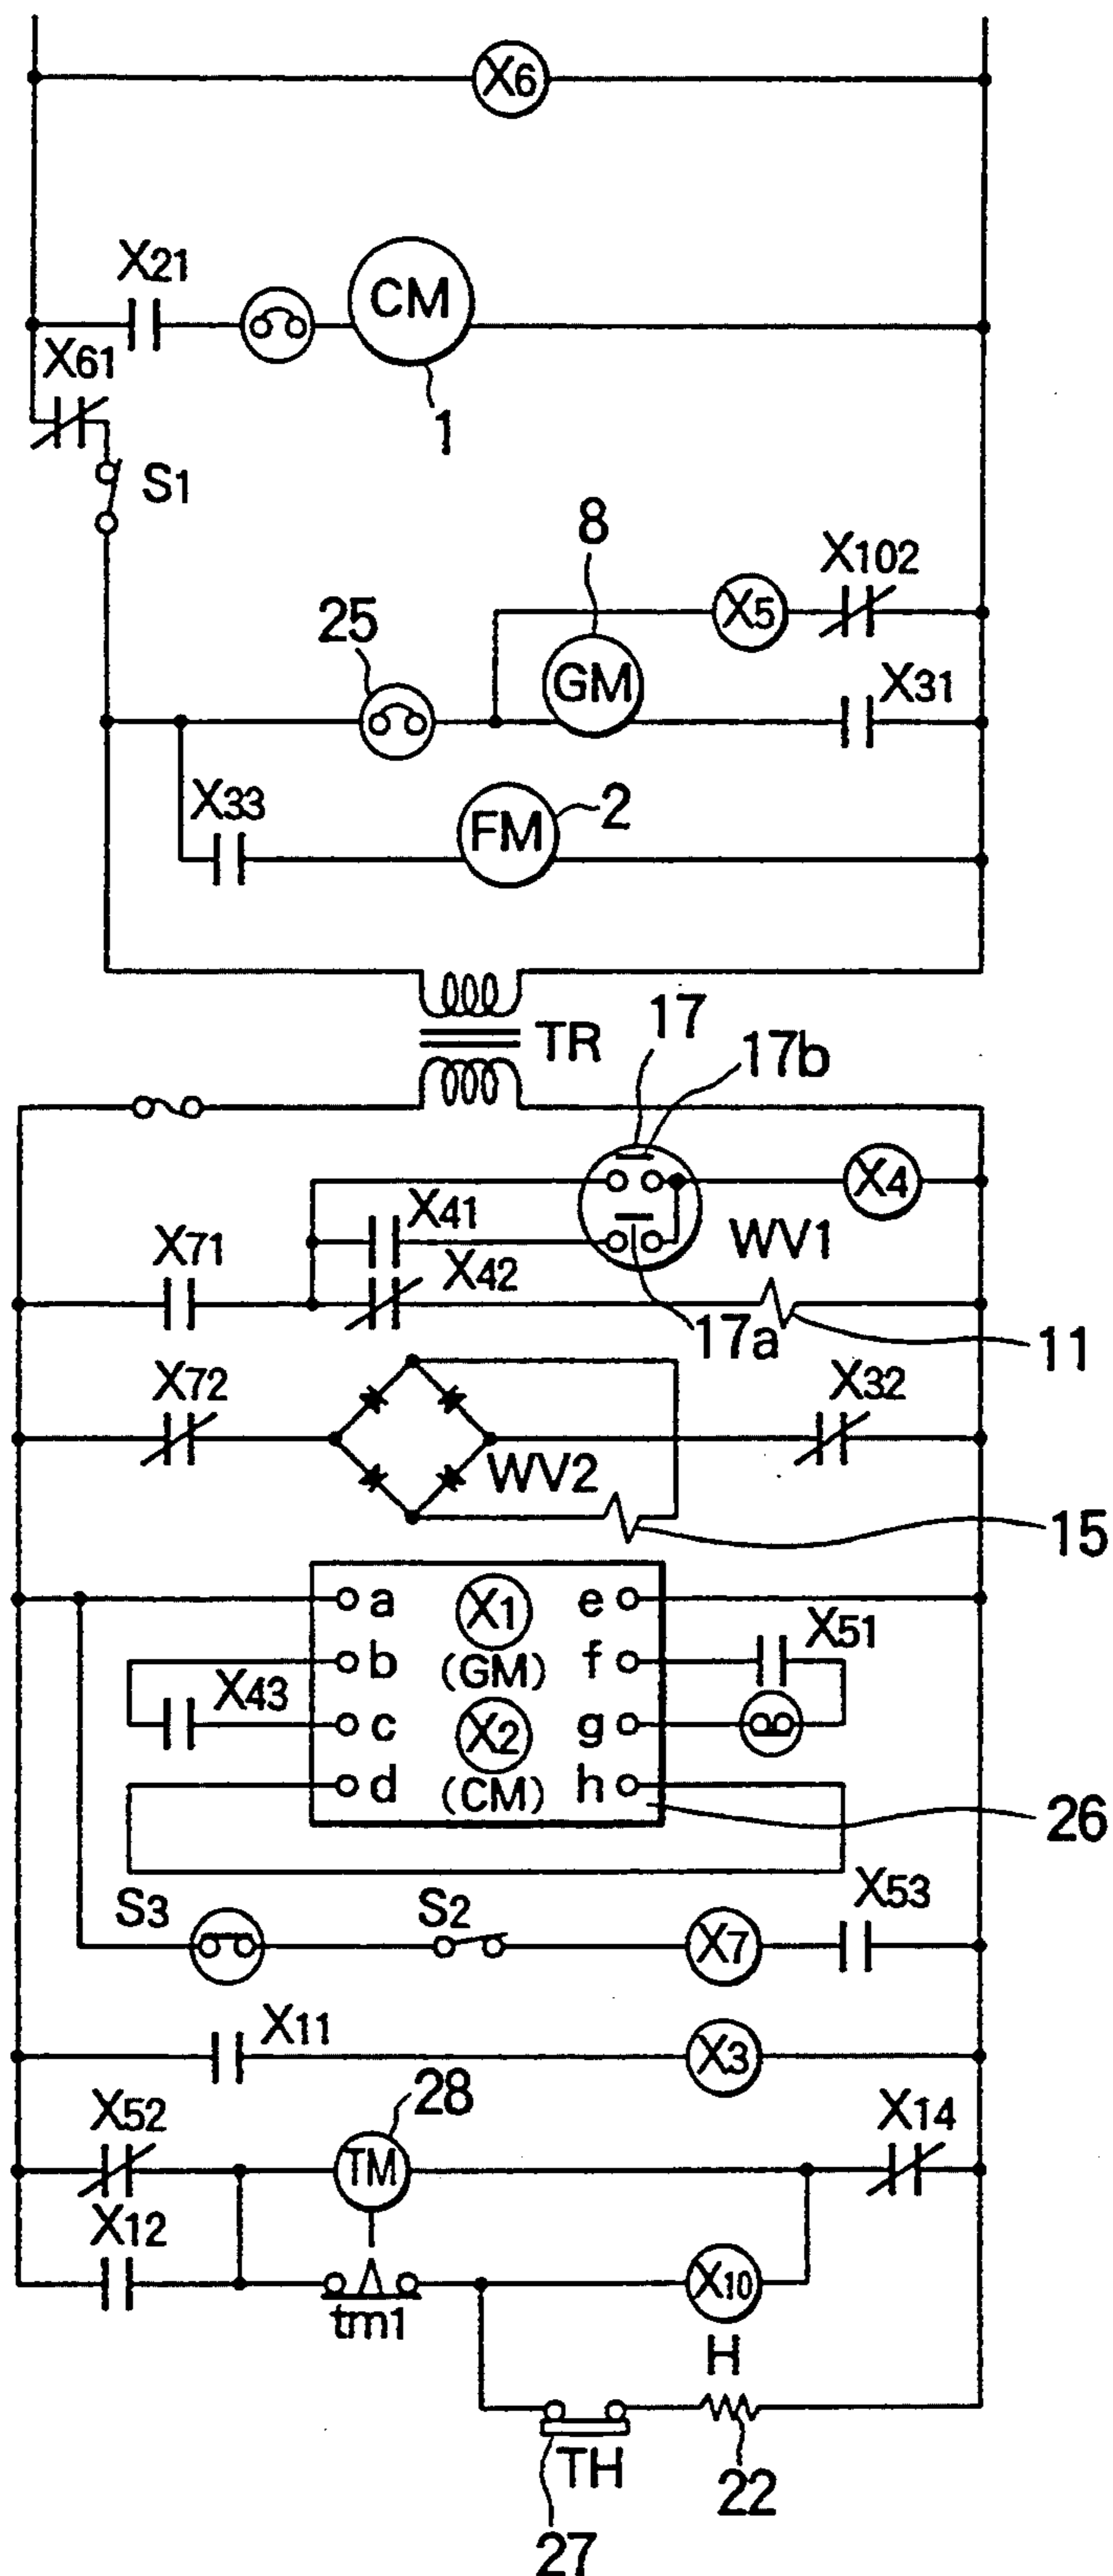 X6
X21
CM
X61
1
S1
8
X102
25
X5
GM
X31
X33
FM
2
TR
17
17b
X4
X41
WV1
X71
X42
17a
11
X72
X32
WV2
15
a X1 e
X51
b (GM) f
X43
c X2 g
d (CM) h
26
S3 S2 X53
X7
X11
X3
28
X52
X14
TM
X12
X10
tm1
H
TH
22
27